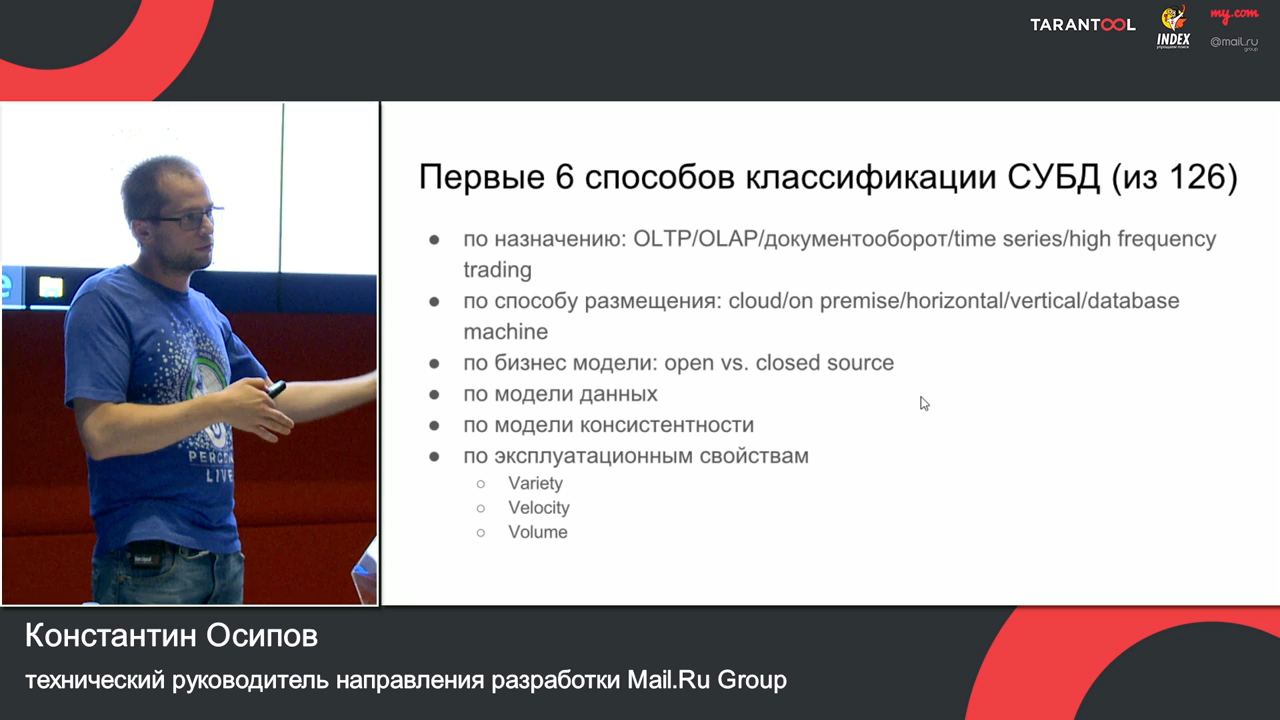 TARANTOOL
INDEX
my.com
@mail.ru
group
Первые 6 способов классификации СУБД (из 126)
● по назначению: OLTP/OLAP/документооборот/time series/high frequency
trading
● по способу размещения: cloud/on premise/horizontal/vertical/database
machine
● по бизнес модели: open vs. closed source
● по модели данных
● по модели консистентности
● по эксплуатационным свойствам
○ Variety
○ Velocity
○ Volume
LIVE
Константин Осипов
технический руководитель направления разработки Mail.Ru Group